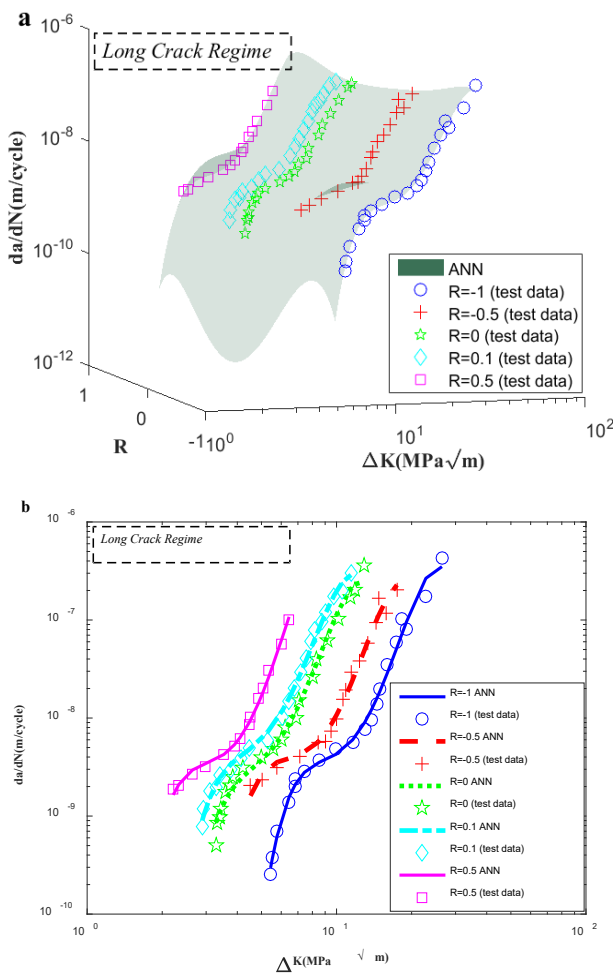 a
Long Crack Regime
10^-6
10^-8
10^-10
10^-12
da/dN(m/cycle)
1
0
-1
R
10^0
10^1
10^2
ΔK(MPa√m)
ANN
R=-1 (test data)
R=-0.5 (test data)
R=0 (test data)
R=0.1 (test data)
R=0.5 (test data)
b
Long Crack Regime
10^-6
10^-7
10^-8
10^-9
10^-10
da/dN(m/cycle)
R=-1 ANN
R=-1 (test data)
R=-0.5 ANN
R=-0.5 (test data)
R=0 ANN
R=0 (test data)
R=0.1 ANN
R=0.1 (test data)
R=0.5 ANN
R=0.5 (test data)
10^0
10^1
10^2
ΔK(MPa √ m)